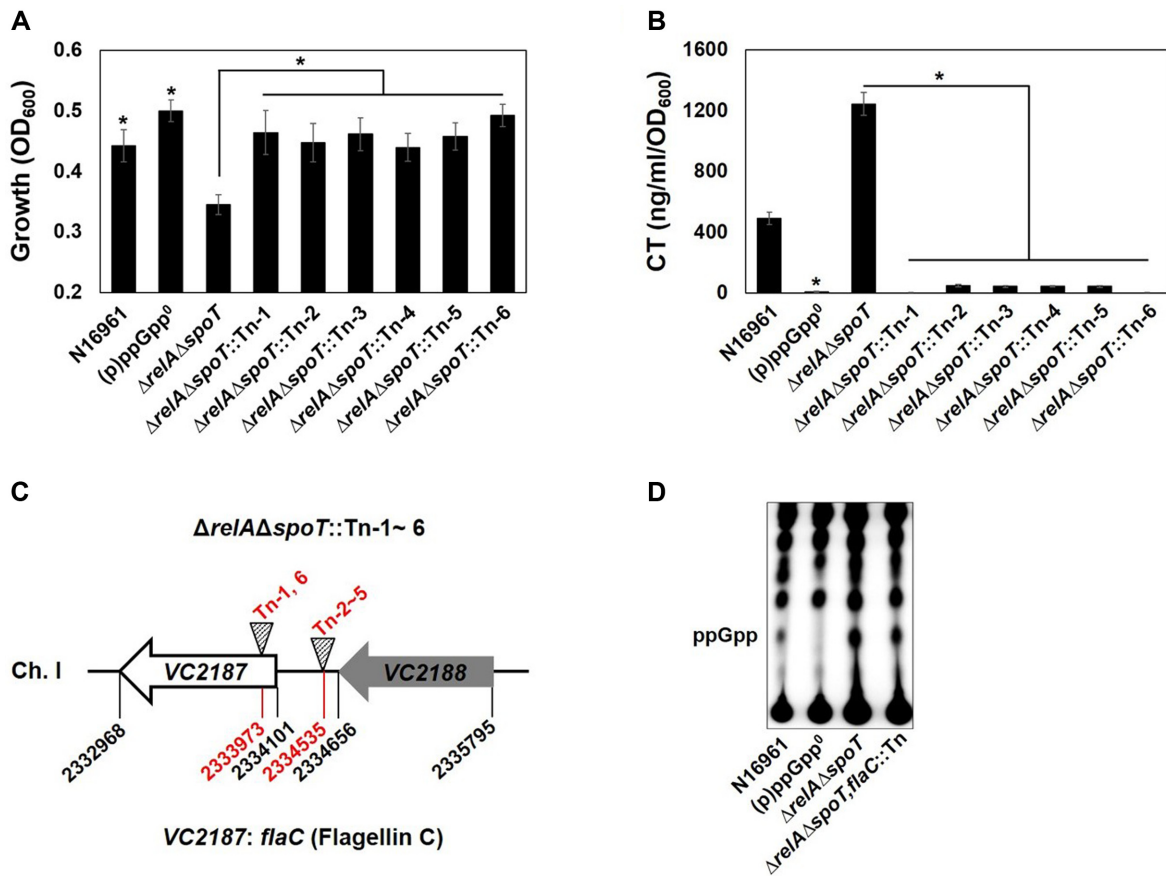 A
0.6
0.5
0.4
0.3
0.2
Growth (OD600)
*
*
*
N16961
(p)ppGpp0
ΔrelAΔspoT
ΔrelAΔspoT::Tn-1
ΔrelAΔspoT::Tn-2
ΔrelAΔspoT::Tn-3
ΔrelAΔspoT::Tn-4
ΔrelAΔspoT::Tn-5
ΔrelAΔspoT::Tn-6
B
1600
1200
800
400
0
CT (ng/ml/OD600)
*
*
N16961
(p)ppGpp0
ΔrelAΔspoT
ΔrelAΔspoT::Tn-1
ΔrelAΔspoT::Tn-2
ΔrelAΔspoT::Tn-3
ΔrelAΔspoT::Tn-4
ΔrelAΔspoT::Tn-5
ΔrelAΔspoT::Tn-6
C
ΔrelAΔspoT::Tn-1~ 6
Tn-1, 6
Tn-2~5
Ch. I
VC2187
VC2188
2332968
2333973
2334101
2334535
2334656
2335795
VC2187: flaC (Flagellin C)
D
ppGpp
N16961
(p)ppGpp0
ΔrelAΔspoT
ΔrelAΔspoT,flaC::Tn